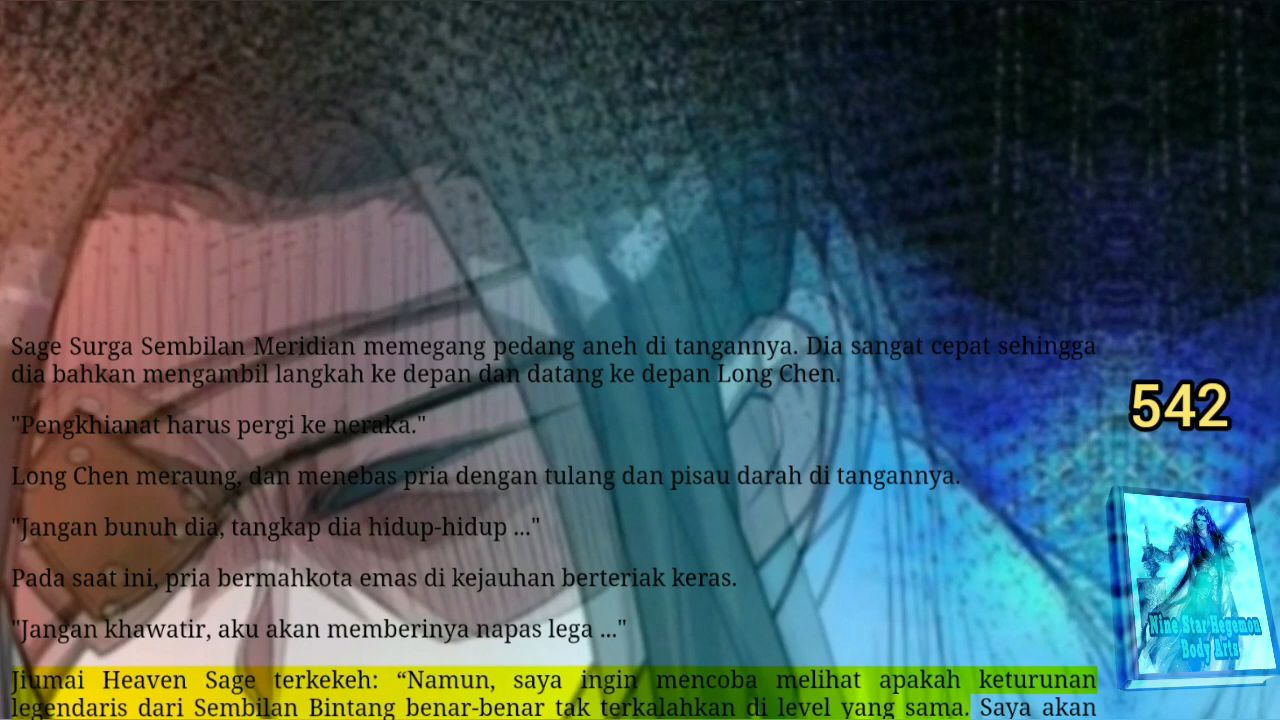 Sage Surga Sembilan Meridian memegang pedang aneh di tangannya. Dia sangat cepat sehingga
dia bahkan mengambil langkah ke depan dan datang ke depan Long Chen.
"Pengkhianat harus pergi ke neraka."
Long Chen meraung, dan menebas pria dengan tulang dan pisau darah di tangannya.
"Jangan bunuh dia, tangkap dia hidup-hidup ..."
Pada saat ini, pria bermahkota emas di kejauhan berteriak keras.
"Jangan khawatir, aku akan memberinya napas lega ..."
Jiumai Heaven Sage terkekeh: “Namun, saya ingin mencoba melihat apakah keturunan
legendaris dari Sembilan Bintang benar-benar tak terkalahkan di level yang sama. Saya akan
542
Nine Star Hegemon
Body Arts